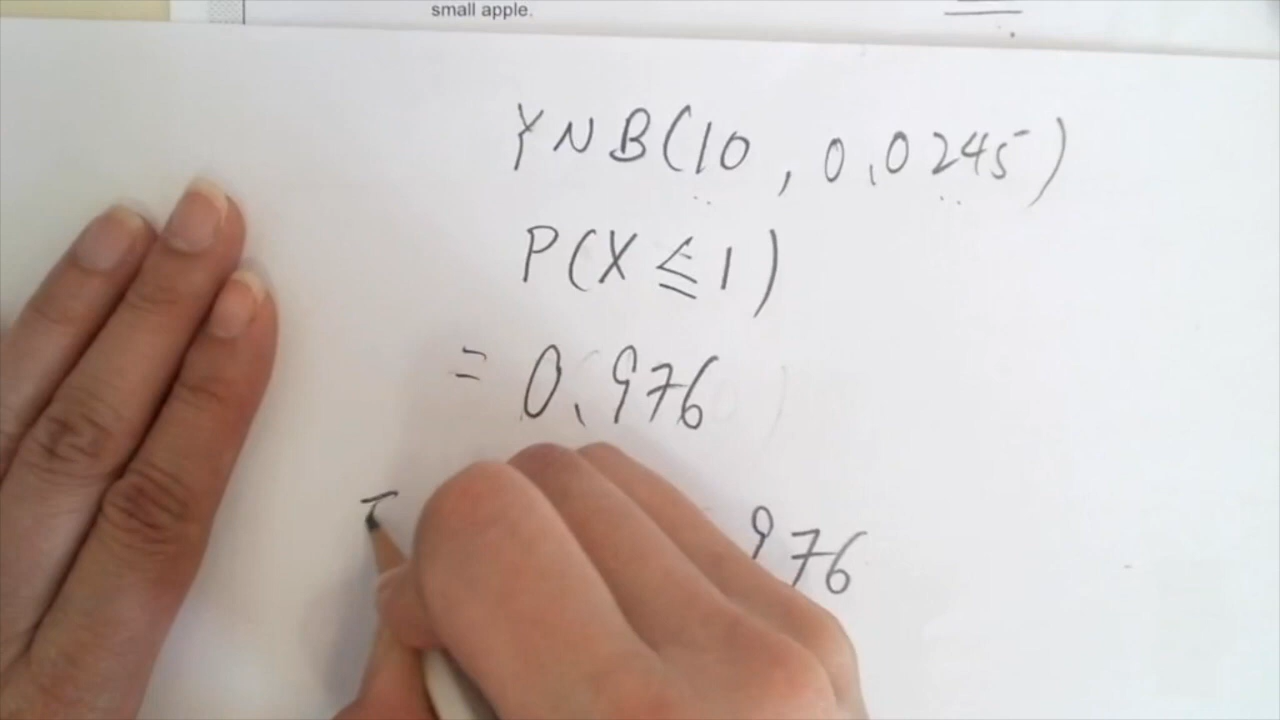 small apple.
Y~B(10, 0.0245)
P(X ≤ 1)
= 0.976
976